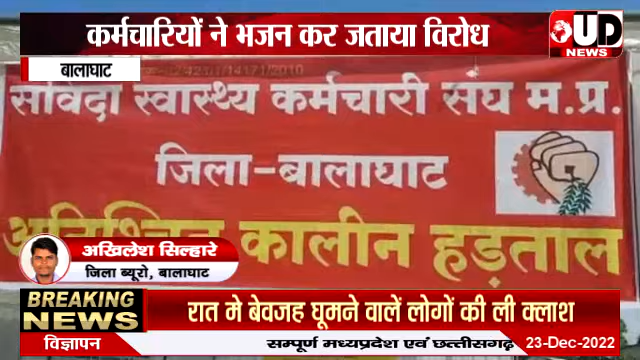 कर्मचारियों ने भजन कर जताया विरोध
UD
NEWS
बालाघाट
संविदा स्वास्थ्य कर्मचारी संघ म.प्र.
जिला-बालाघाट
अनिश्चित कालीन हड़ताल
अखिलेश सिल्हारे
जिला ब्यूरो, बालाघाट
BREAKING
NEWS
रात मे बेवजह घूमने वालें लोगों की ली क्लाश
विज्ञापन
सम्पूर्ण मध्यप्रदेश एवं छत्तीसगढ़
23-Dec-2022